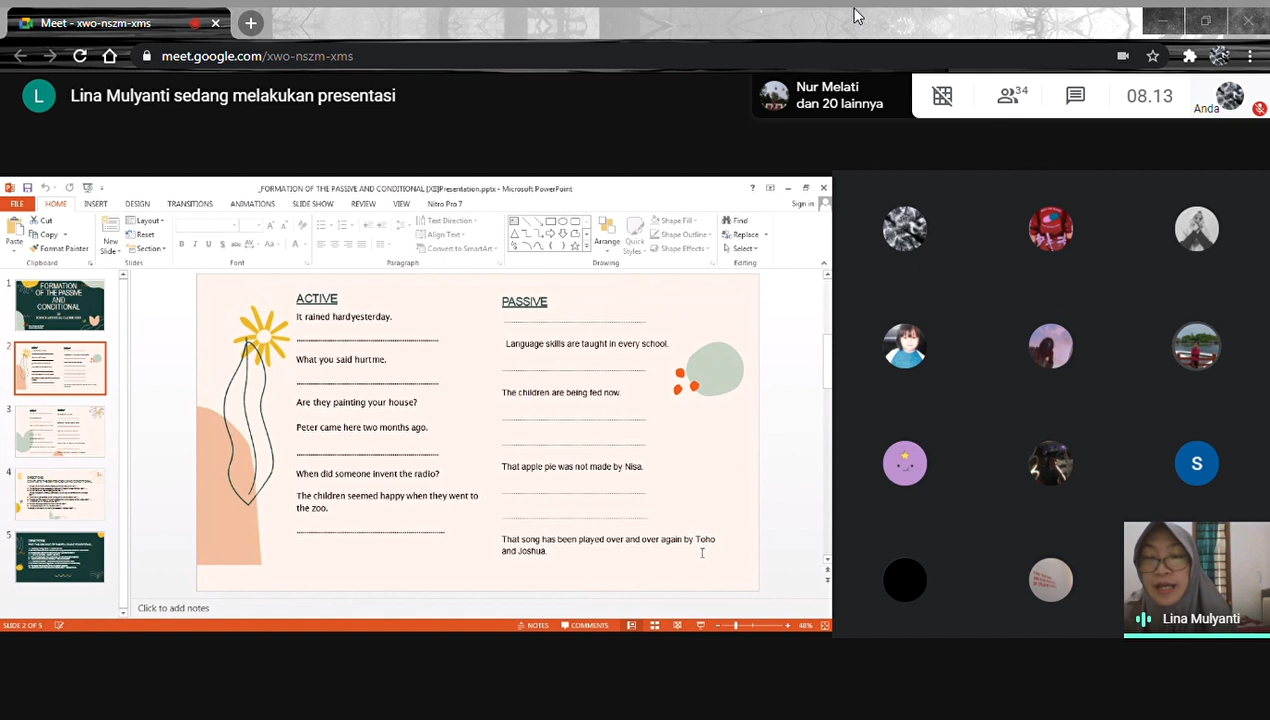 Meet - xwo-nszm-xms
meet.google.com/xwo-nszm-xms
L
Lina Mulyanti sedang melakukan presentasi
Nur Melati
dan 20 lainnya
34
08.13
Anda
_FORMATION OF THE PASSIVE AND CONDITIONAL [XI]Presentation.pptx - Microsoft PowerPoint
FILE HOME INSERT DESIGN TRANSITIONS ANIMATIONS SLIDE SHOW REVIEW VIEW Nitro Pro 7 Sign in
Paste
Cut
Copy
Format Painter
Clipboard
New
Slide
Layout
Reset
Section
Slides
Font
Text Direction
Align Text
Convert to SmartArt
Paragraph
Arrange
Quick
Styles
Shape Fill
Shape Outline
Shape Effects
Drawing
Find
Replace
Select
Editing
1
FORMATION
OF THE PASSIVE
AND
CONDITIONAL
2
3
4
5
ACTIVE
It rained hardyesterday.
What you said hurtme.
Are they painting your house?
Peter came here two months ago.
When did someone invent the radio?
The children seemed happy when they went to
the zoo.
PASSIVE
Language skills are taught in every school.
The children are being fed now.
That apple pie was not made by Nisa.
That song has been played over and over again by Toho
and Joshua.
Click to add notes
SLIDE 2 OF 5
NOTES
COMMENTS
48%
S
Lina Mulyanti